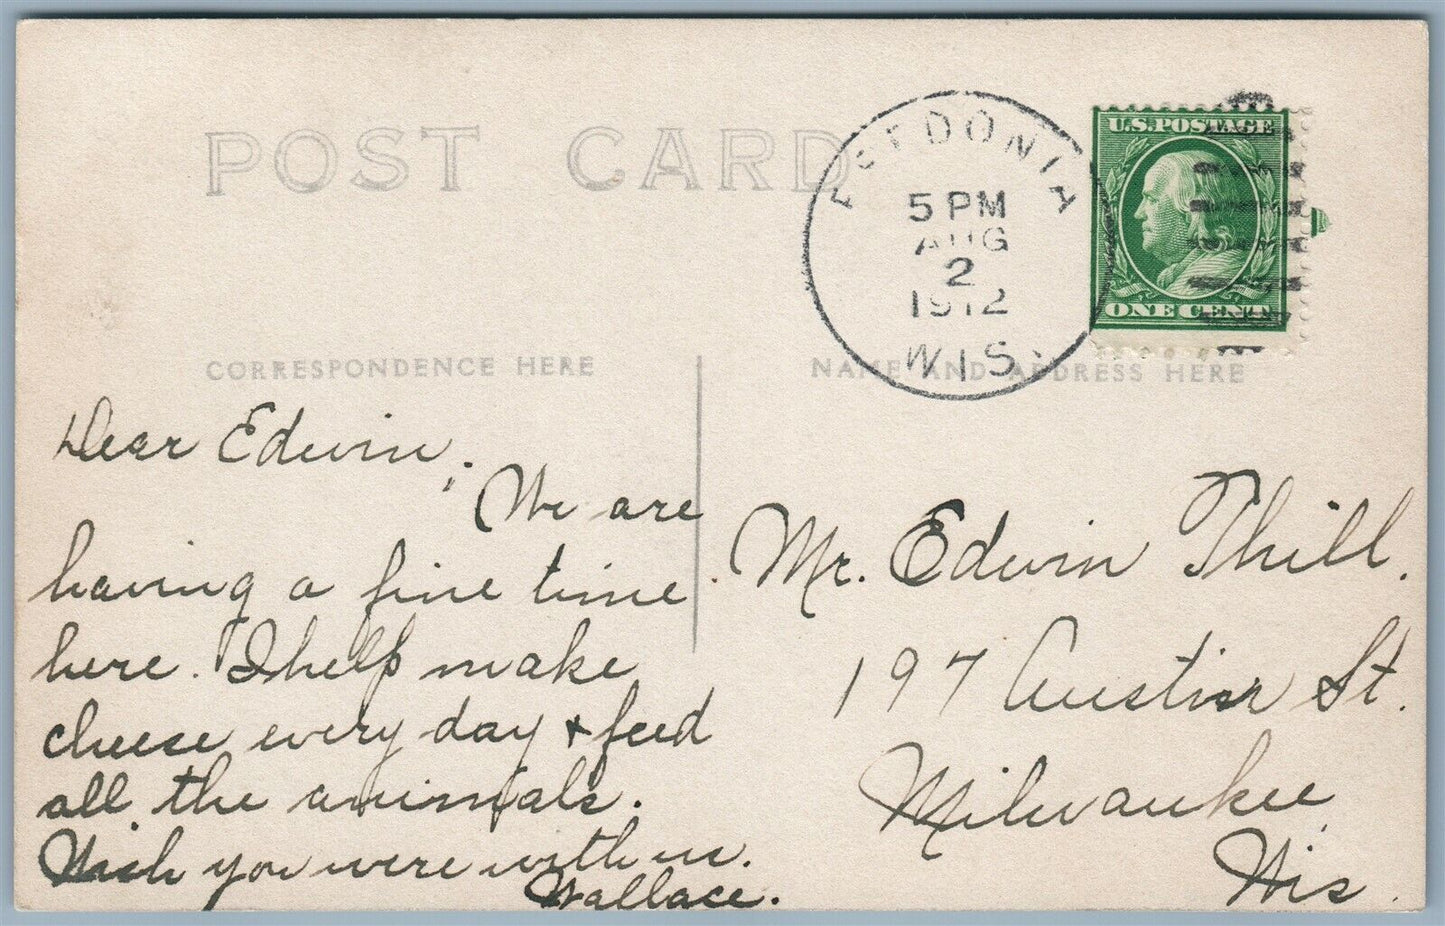 POST CARD
FREDONIA
5 PM
AUG
2
1912
WIS.
U.S. POSTAGE
ONE CENT
CORRESPONDENCE HERE
NAME AND ADDRESS HERE
Dear Edwin.
We are
having a fine time
here. I help make
cheese every day + feed
all the animals.
Wish you were with us.
Wallace.
Mr. Edwin Thill.
197 Austin St.
Milwaukee
Wis.